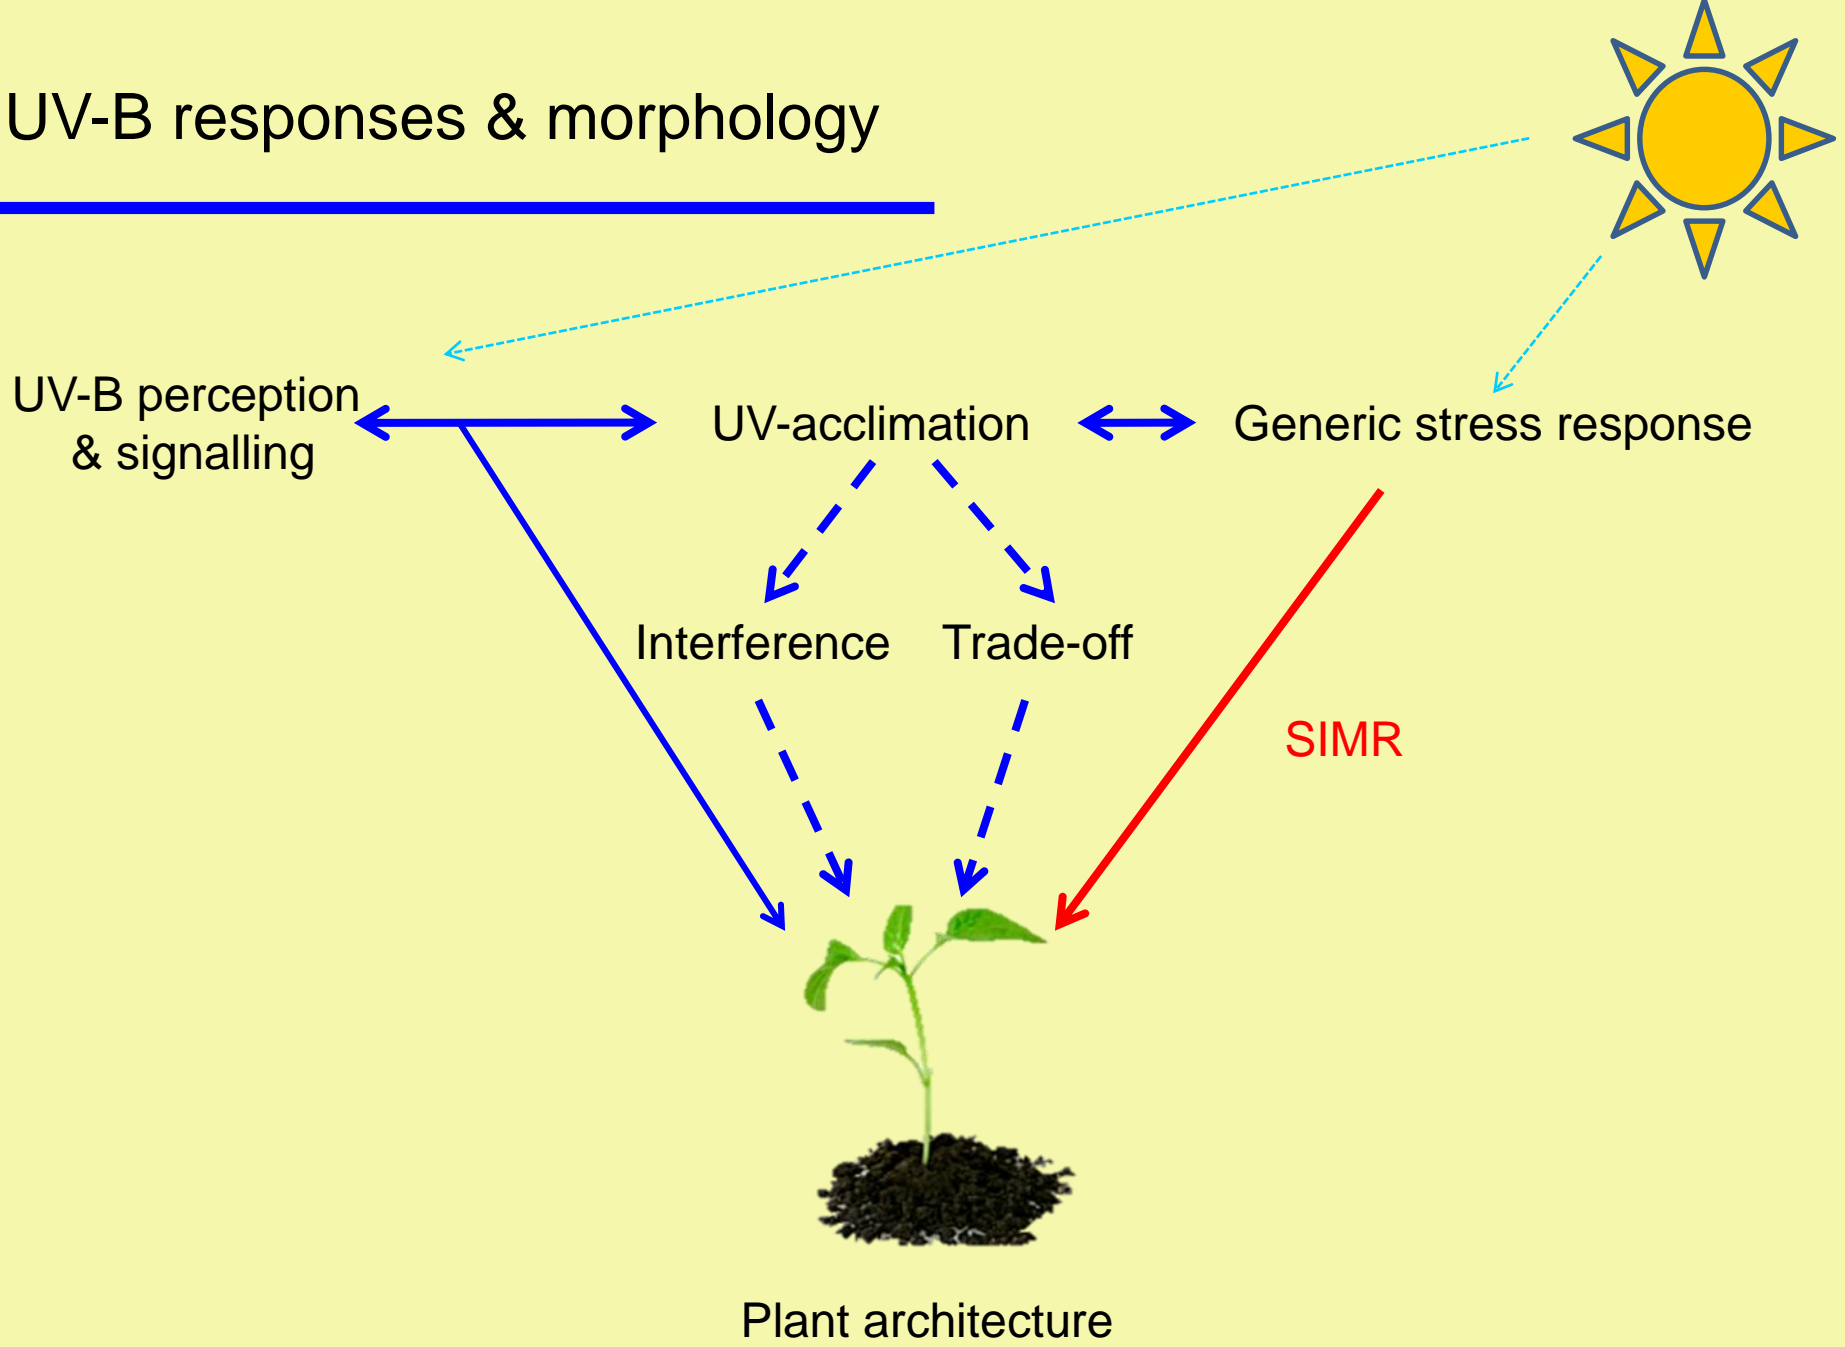 UV-B responses & morphology
UV-B perception
& signalling
UV-acclimation
Generic stress response
Interference
Trade-off
SIMR
Plant architecture